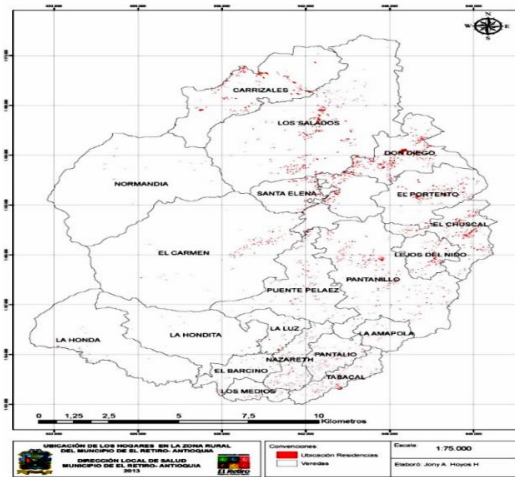 N
W E
S
CARRIZALES
LOS SALADOS
DON DIEGO
NORMANDIA
SANTA ELENA
EL PORTENTO
EL CHUSCAL
EL CARMEN
LEJOS DEL NIDO
PANTANILLO
PUENTE PELAEZ
LA HONDA
LA HONDITA
LA LUZ
LA AMAPOLA
NAZARETH
PANTALIO
EL BARCINO
TABACAL
LOS MEDIOS
0 1,25 2,5 5 7,5 10
Kilometros
UBICACIÓN DE LOS HOGARES EN LA ZONA RURAL
DEL MUNCIPIO DE EL RETIRO- ANTIOQUIA
DIRECCIÓN LOCAL DE SALUD
MUNICIPIO DE EL RETIRO- ANTIOQUIA
2013
El Retiro
Convenciones
Ubicación Residencias
Veredas
Escala: 1:75.000
Elaboró: Jony A. Hoyos H